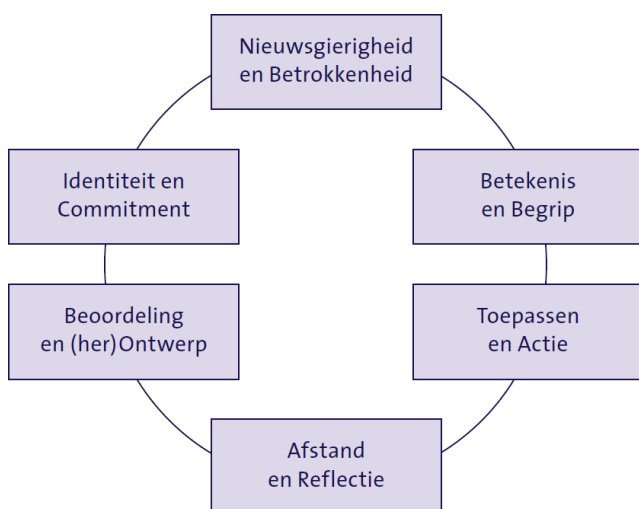 Nieuwsgierigheid
en Betrokkenheid
Betekenis
en Begrip
Toepassen
en Actie
Afstand
en Reflectie
Beoordeling
en (her)Ontwerp
Identiteit en
Commitment